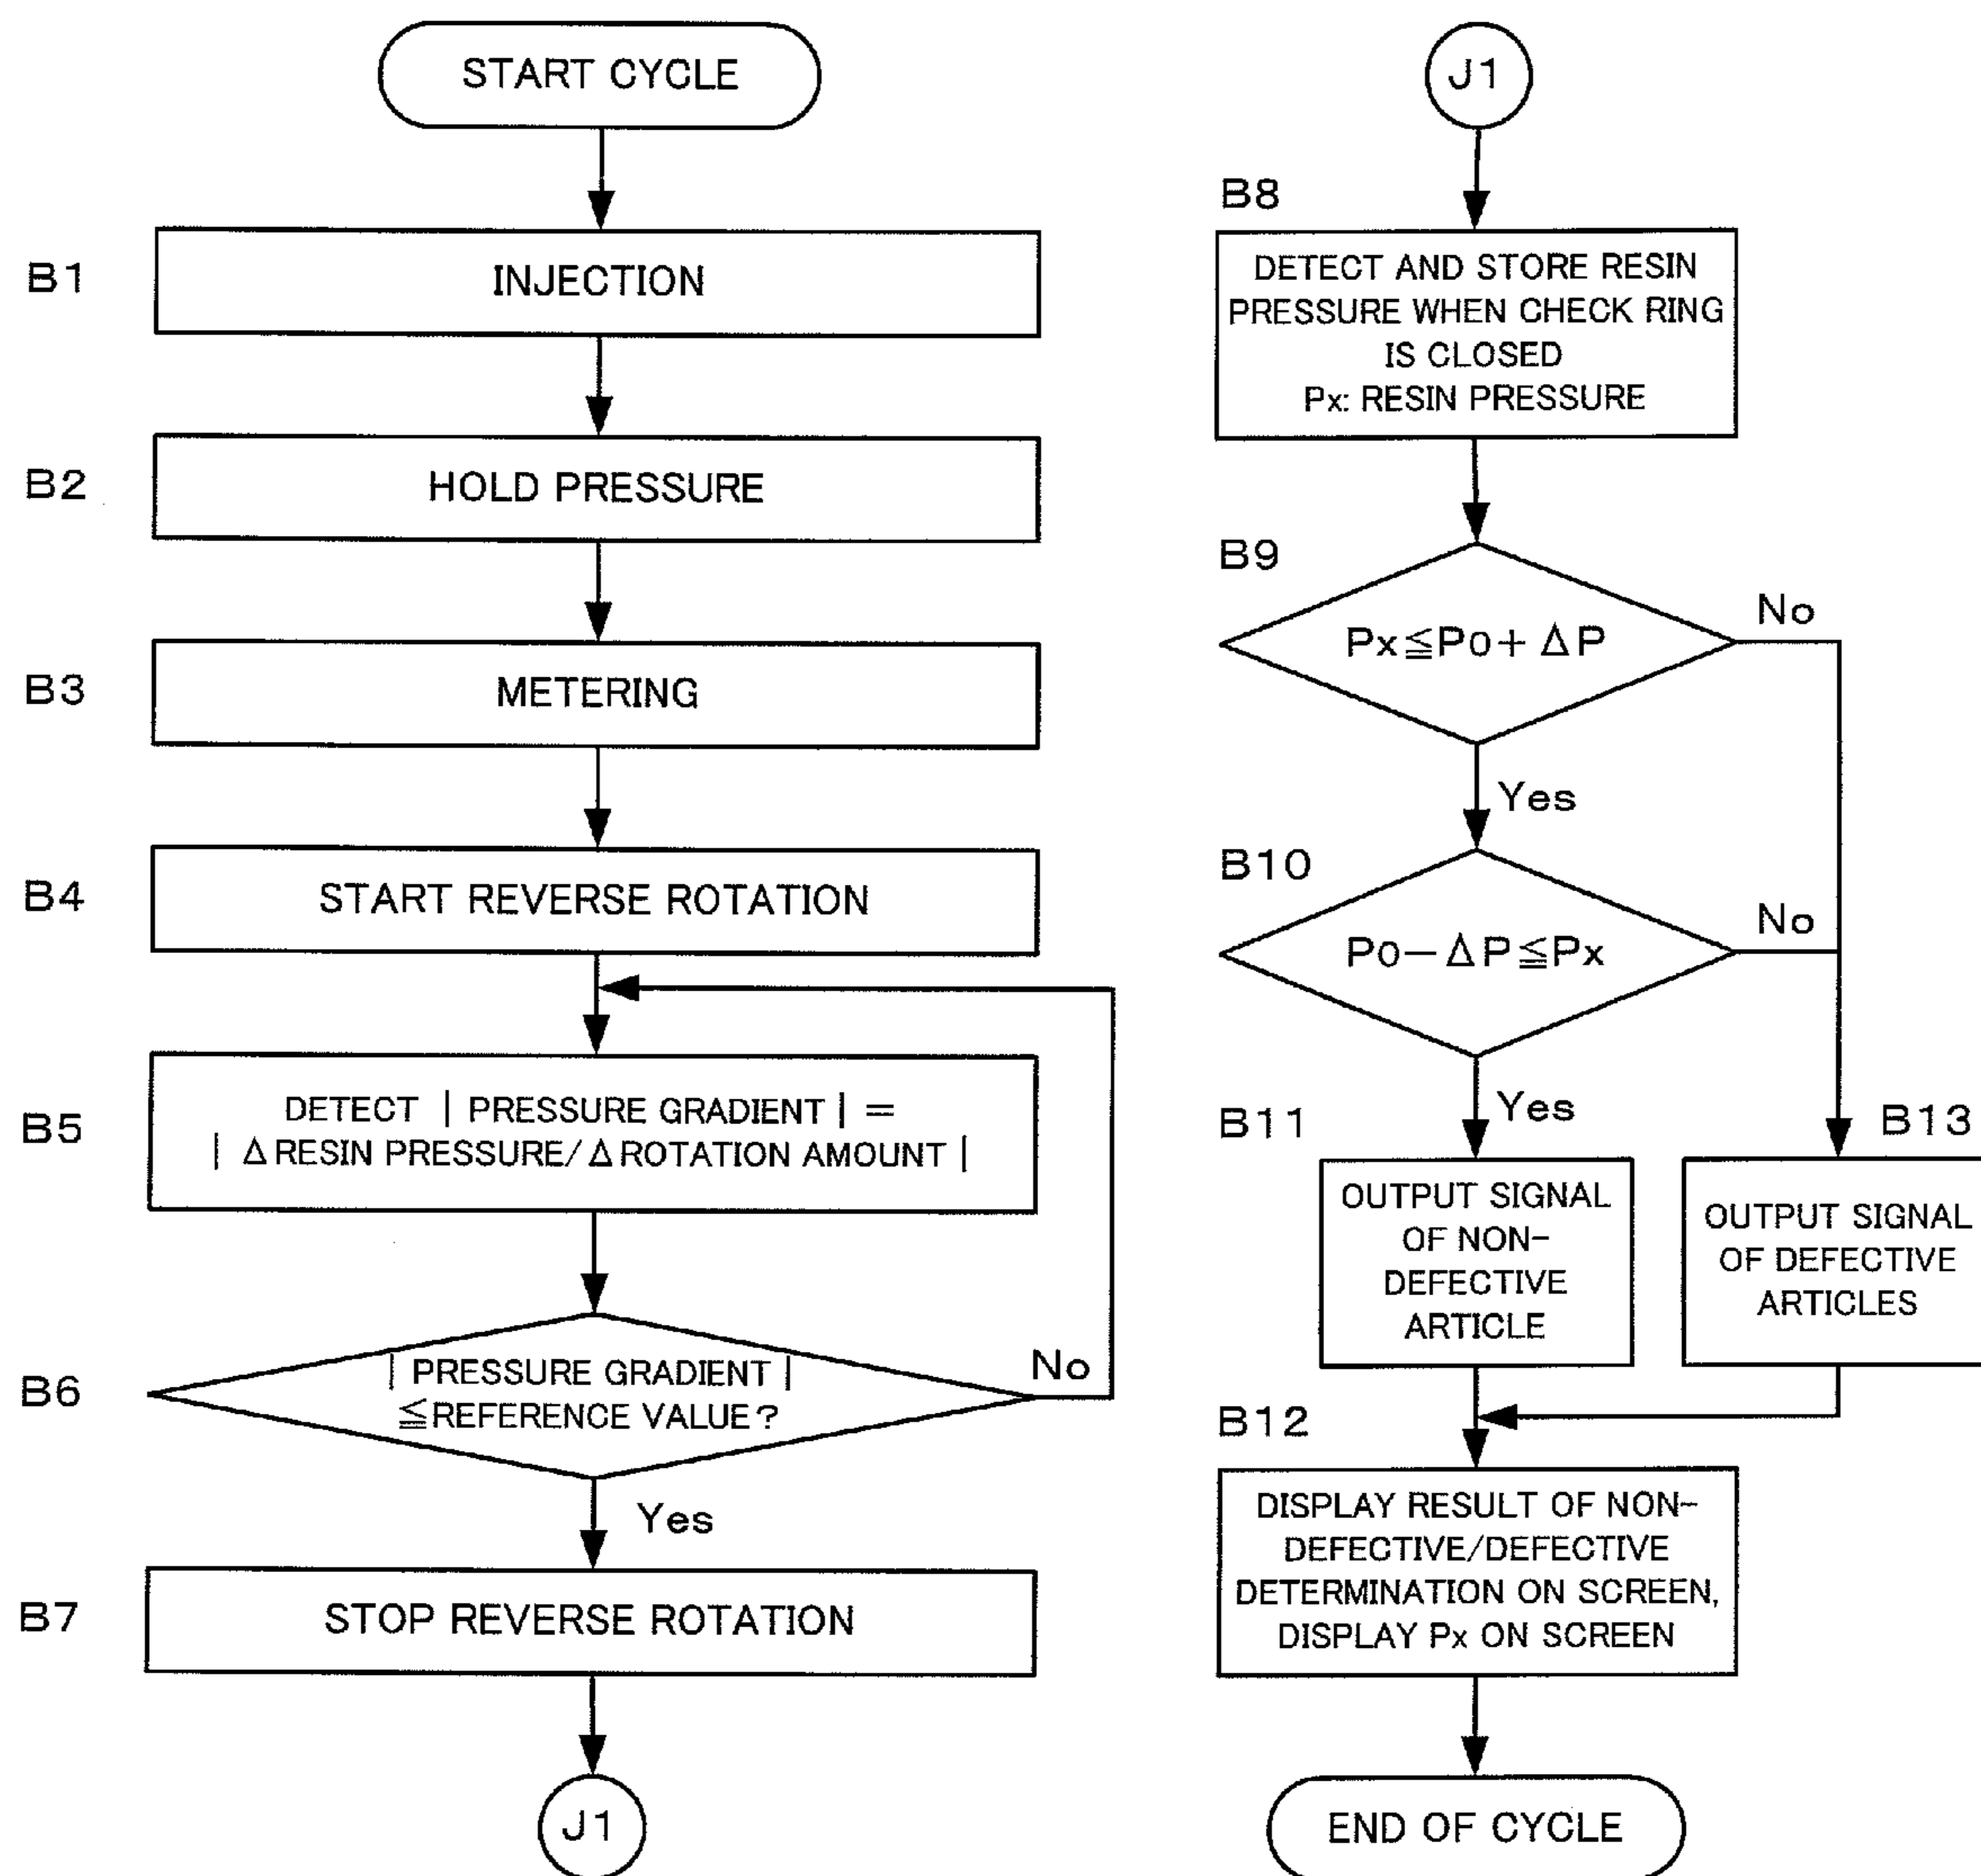 START CYCLE
B1
INJECTION
B2
HOLD PRESSURE
B3
METERING
B4
START REVERSE ROTATION
B5
DETECT | PRESSURE GRADIENT | =
| ΔRESIN PRESSURE/ΔROTATION AMOUNT |
B6
| PRESSURE GRADIENT |
≦REFERENCE VALUE?
No
Yes
B7
STOP REVERSE ROTATION
J1
J1
B8
DETECT AND STORE RESIN
PRESSURE WHEN CHECK RING
IS CLOSED
Px: RESIN PRESSURE
B9
Px≦Po+ΔP
No
Yes
B10
Po−ΔP≦Px
No
Yes
B11
OUTPUT SIGNAL
OF NON-
DEFECTIVE
ARTICLE
B13
OUTPUT SIGNAL
OF DEFECTIVE
ARTICLES
B12
DISPLAY RESULT OF NON-
DEFECTIVE/DEFECTIVE
DETERMINATION ON SCREEN,
DISPLAY Px ON SCREEN
END OF CYCLE